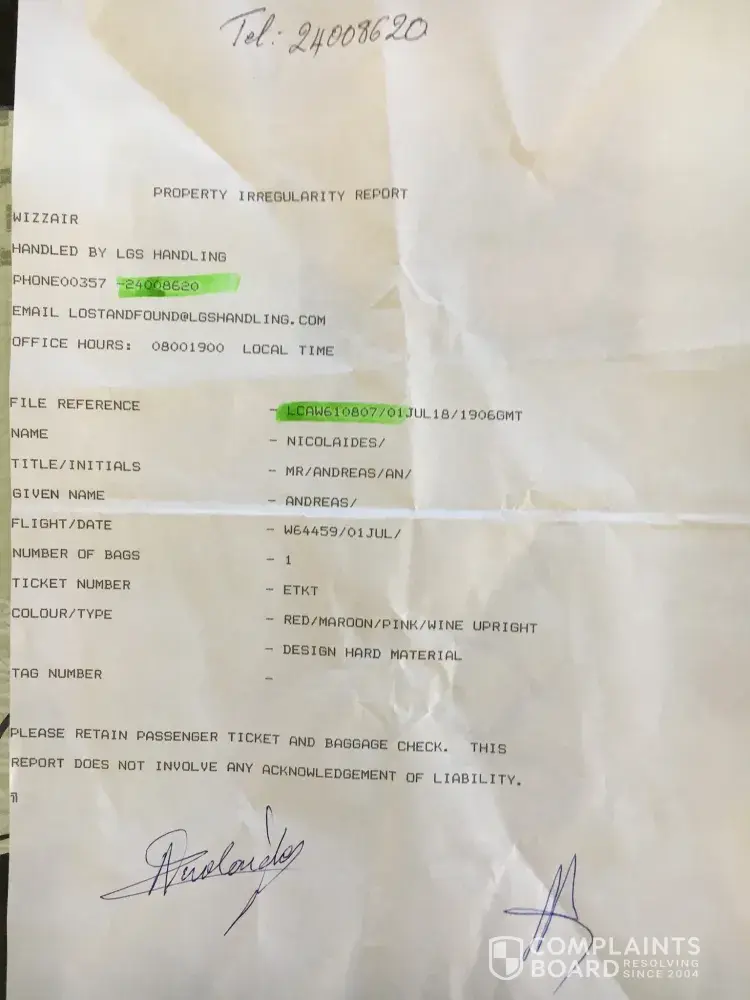 Tel: 24008620
PROPERTY IRREGULARITY REPORT
WIZZAIR
HANDLED BY LGS HANDLING
PHONE00357 -24008620
EMAIL LOSTANDFOUND@LGSHANDLING.COM
OFFICE HOURS: 08001900 LOCAL TIME
FILE REFERENCE - LCAW610807/01JUL18/1906GMT
NAME - NICOLAIDES/
TITLE/INITIALS - MR/ANDREAS/AN/
GIVEN NAME - ANDREAS/
FLIGHT/DATE - W64459/01JUL/
NUMBER OF BAGS - 1
TICKET NUMBER - ETKT
COLOUR/TYPE - RED/MAROON/PINK/WINE UPRIGHT
- DESIGN HARD MATERIAL
TAG NUMBER -
PLEASE RETAIN PASSENGER TICKET AND BAGGAGE CHECK. THIS
REPORT DOES NOT INVOLVE ANY ACKNOWLEDGEMENT OF LIABILITY.
COMPLAINTS
BOARD RESOLVING
SINCE 2004